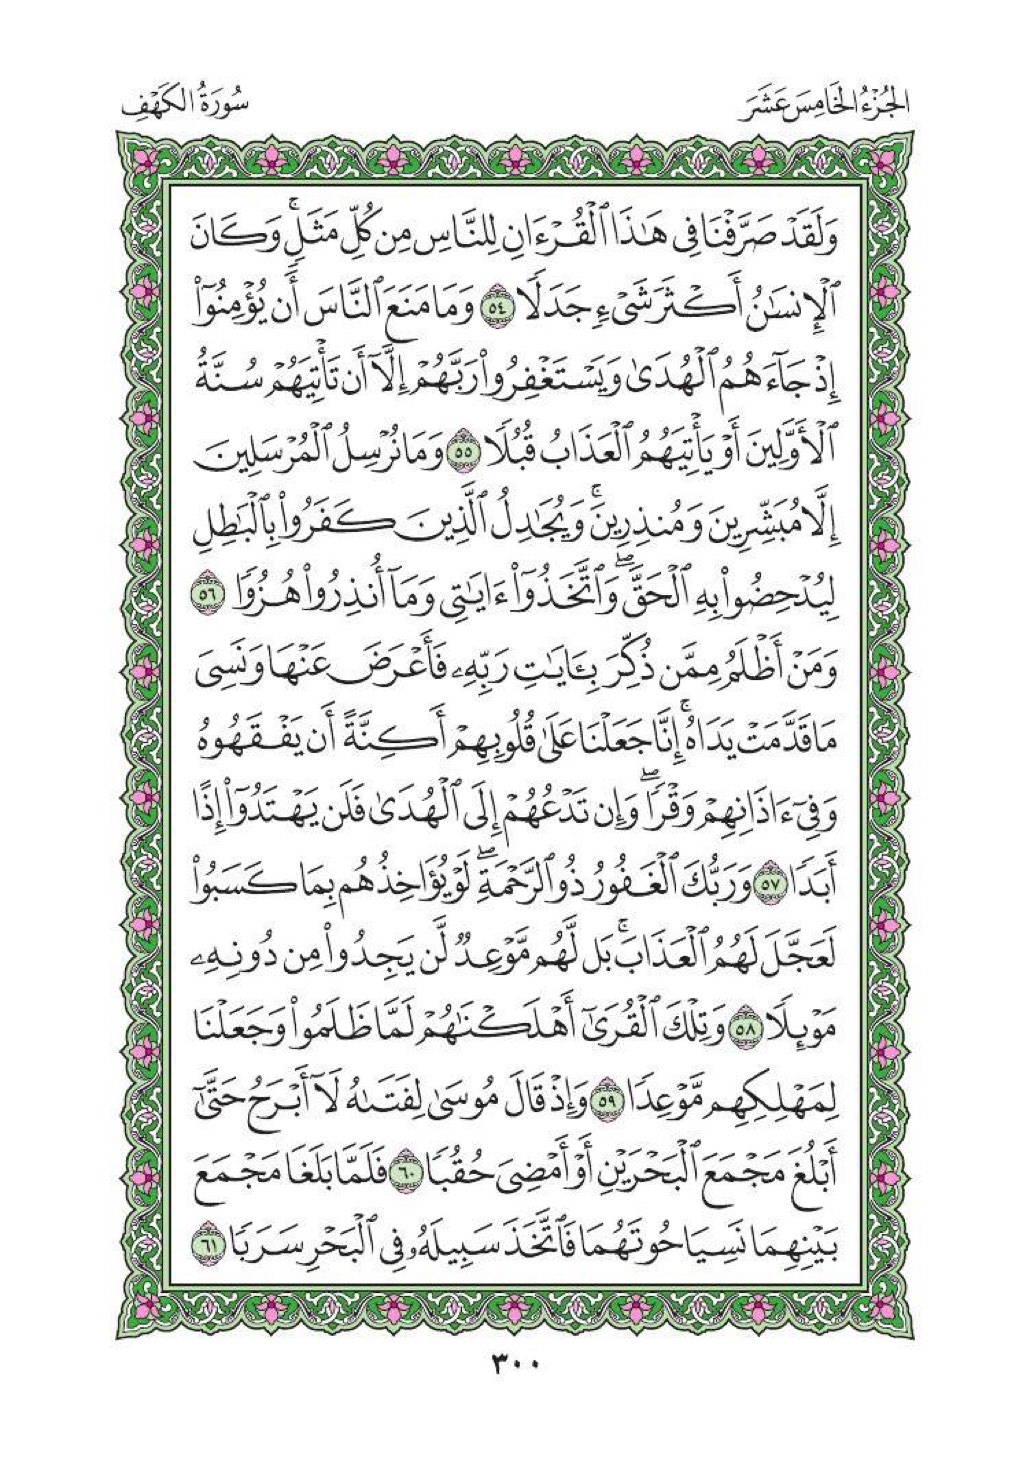 الجُزْءُ الخَامِسَ عَشَرَ
سُورَةُ الكَهْفِ
وَلَقَدْ صَرَّفْنَا فِى هَٰذَا ٱلْقُرْءَانِ لِلنَّاسِ مِن كُلِّ مَثَلٍۚ وَكَانَ
ٱلْإِنسَٰنُ أَكْثَرَ شَىْءٍ جَدَلًا ٥٤ وَمَا مَنَعَ ٱلنَّاسَ أَن يُؤْمِنُوٓا۟
إِذْ جَآءَهُمُ ٱلْهُدَىٰ وَيَسْتَغْفِرُوا۟ رَبَّهُمْ إِلَّآ أَن تَأْتِيَهُمْ سُنَّةُ
ٱلْأَوَّلِينَ أَوْ يَأْتِيَهُمُ ٱلْعَذَابُ قُبُلًا ٥٥ وَمَا نُرْسِلُ ٱلْمُرْسَلِينَ
إِلَّا مُبَشِّرِينَ وَمُنذِرِينَۚ وَيُجَٰدِلُ ٱلَّذِينَ كَفَرُوا۟ بِٱلْبَٰطِلِ
لِيُدْحِضُوا۟ بِهِ ٱلْحَقَّۖ وَٱتَّخَذُوٓا۟ ءَايَٰتِى وَمَآ أُنذِرُوا۟ هُزُوًا ٥٦
وَمَنْ أَظْلَمُ مِمَّن ذُكِّرَ بِـَٔايَٰتِ رَبِّهِۦ فَأَعْرَضَ عَنْهَا وَنَسِىَ
مَا قَدَّمَتْ يَدَاهُۚ إِنَّا جَعَلْنَا عَلَىٰ قُلُوبِهِمْ أَكِنَّةً أَن يَفْقَهُوهُ
وَفِىٓ ءَاذَانِهِمْ وَقْرًاۖ وَإِن تَدْعُهُمْ إِلَى ٱلْهُدَىٰ فَلَن يَهْتَدُوٓا۟ إِذًا
أَبَدًا ٥٧ وَرَبُّكَ ٱلْغَفُورُ ذُو ٱلرَّحْمَةِۖ لَوْ يُؤَاخِذُهُم بِمَا كَسَبُوا۟
لَعَجَّلَ لَهُمُ ٱلْعَذَابَۚ بَل لَّهُم مَّوْعِدٌ لَّن يَجِدُوا۟ مِن دُونِهِۦ
مَوْئِلًا ٥٨ وَتِلْكَ ٱلْقُرَىٰٓ أَهْلَكْنَٰهُمْ لَمَّا ظَلَمُوا۟ وَجَعَلْنَا
لِمَهْلِكِهِم مَّوْعِدًا ٥٩ وَإِذْ قَالَ مُوسَىٰ لِفَتَىٰهُ لَآ أَبْرَحُ حَتَّىٰٓ
أَبْلُغَ مَجْمَعَ ٱلْبَحْرَيْنِ أَوْ أَمْضِىَ حُقُبًا ٦٠ فَلَمَّا بَلَغَا مَجْمَعَ
بَيْنِهِمَا نَسِيَا حُوتَهُمَا فَٱتَّخَذَ سَبِيلَهُۥ فِى ٱلْبَحْرِ سَرَبًا ٦١
٣٠٠